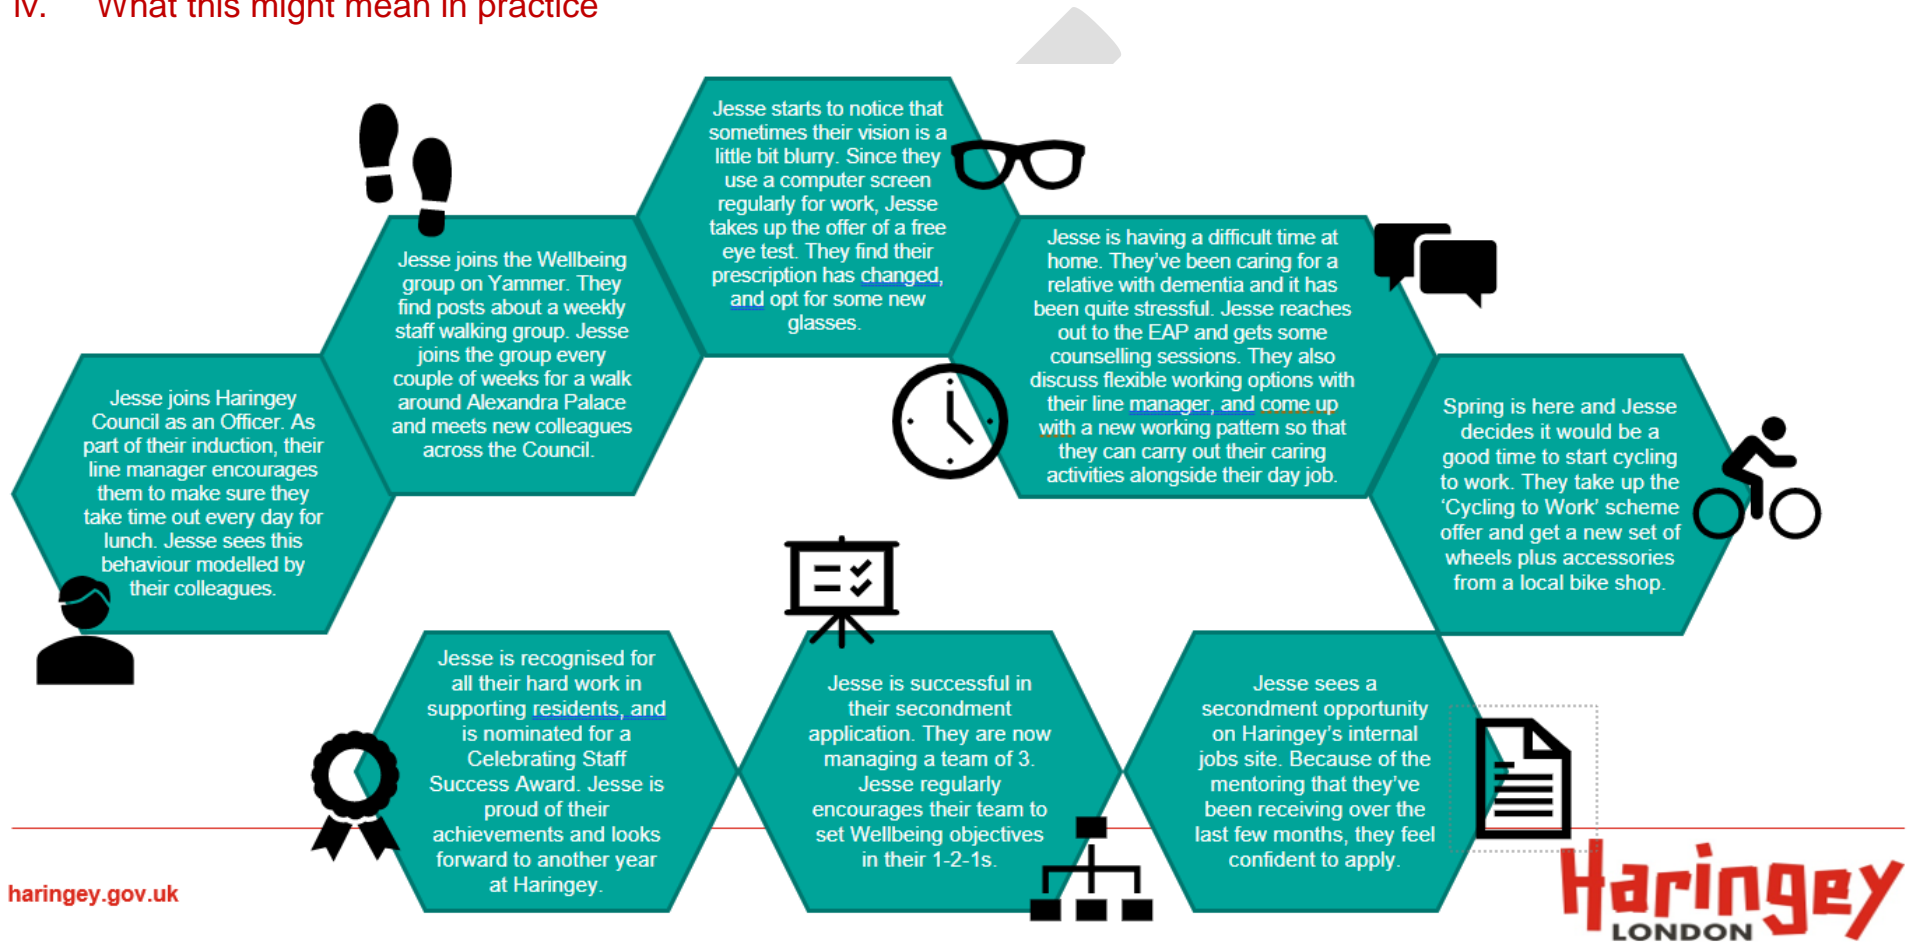 iv. What this might mean in practice
Jesse joins Haringey
Council as an Officer. As
part of their induction, their
line manager encourages
them to make sure they
take time out every day for
lunch. Jesse sees this
behaviour modelled by
their colleagues.
Jesse joins the Wellbeing
group on Yammer. They
find posts about a weekly
staff walking group. Jesse
joins the group every
couple of weeks for a walk
around Alexandra Palace
and meets new colleagues
across the Council.
Jesse starts to notice that
sometimes their vision is a
little bit blurry. Since they
use a computer screen
regularly for work, Jesse
takes up the offer of a free
eye test. They find their
prescription has changed,
and opt for some new
glasses.
Jesse is having a difficult time at
home. They've been caring for a
relative with dementia and it has
been quite stressful. Jesse reaches
out to the EAP and gets some
counselling sessions. They also
discuss flexible working options with
their line manager, and come up
with a new working pattern so that
they can carry out their caring
activities alongside their day job.
Spring is here and Jesse
decides it would be a
good time to start cycling
to work. They take up the
‘Cycling to Work’ scheme
offer and get a new set of
wheels plus accessories
from a local bike shop.
Jesse sees a
secondment opportunity
on Haringey's internal
jobs site. Because of the
mentoring that they've
been receiving over the
last few months, they feel
confident to apply.
Jesse is successful in
their secondment
application. They are now
managing a team of 3.
Jesse regularly
encourages their team to
set Wellbeing objectives
in their 1-2-1s.
Jesse is recognised for
all their hard work in
supporting residents, and
is nominated for a
Celebrating Staff
Success Award. Jesse is
proud of their
achievements and looks
forward to another year
at Haringey.
haringey.gov.uk
Haringey
LONDON